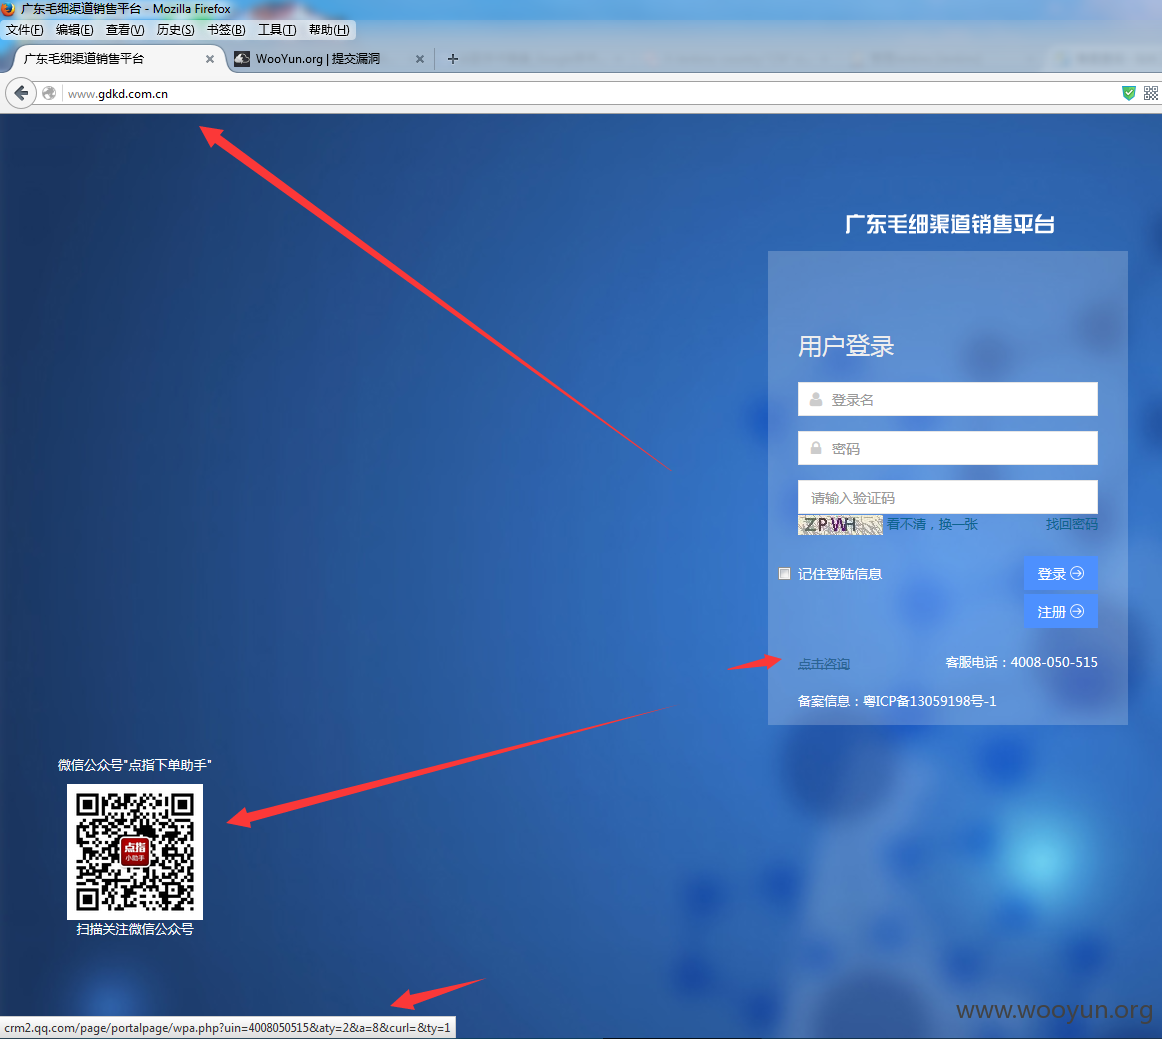 广东毛细渠道销售平台 - Mozilla Firefox
文件(F) 编辑(E) 查看(V) 历史(S) 书签(B) 工具(T) 帮助(H)
广东毛细渠道销售平台 × WooYun.org | 提交漏洞 × +
www.gdkd.com.cn
广东毛细渠道销售平台
用户登录
登录名
密码
请输入验证码
ZPWH 看不清，换一张 找回密码
记住登陆信息 登录
注册
点击咨询 客服电话：4008-050-515
备案信息：粤ICP备13059198号-1
微信公众号"点指下单助手"
点指
小助手
扫描关注微信公众号
www.wooyun.org
crm2.qq.com/page/portalpage/wpa.php?uin=4008050515&aty=2&a=8&curl=&ty=1